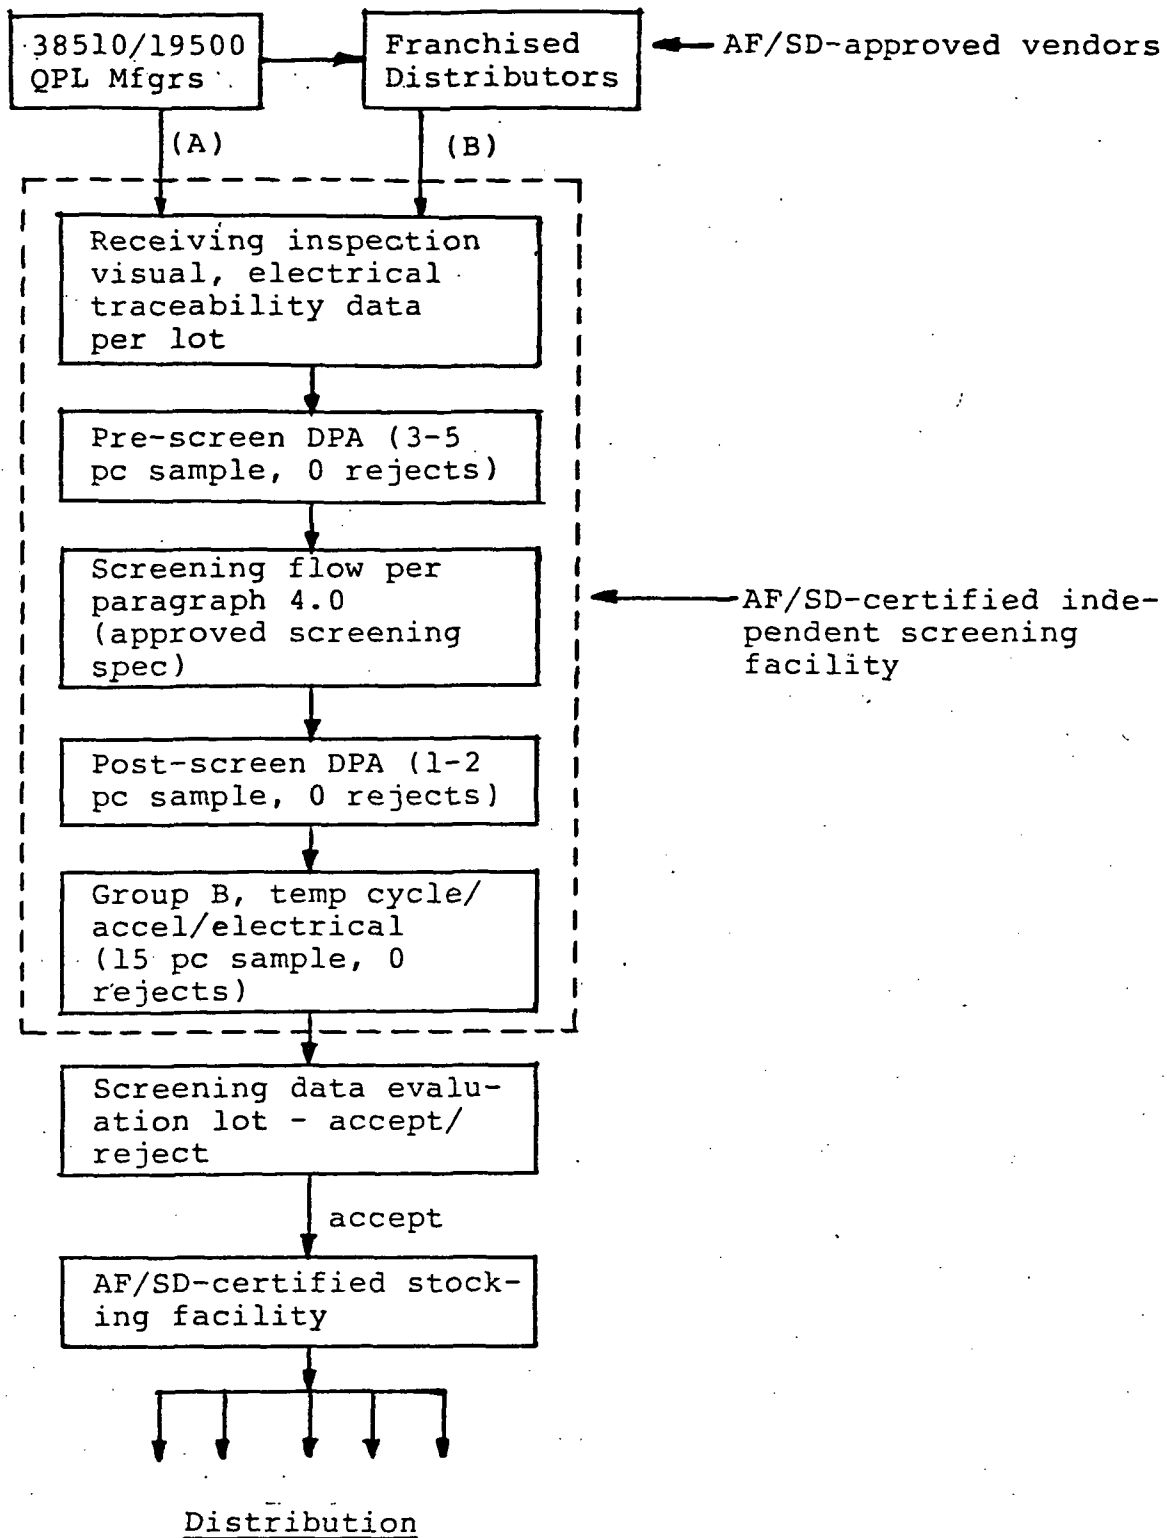 38510/19500
QPL Mfgrs
Franchised
Distributors
AF/SD-approved vendors
(A)
(B)
Receiving inspection
visual, electrical
traceability data
per lot
Pre-screen DPA (3-5
pc sample, 0 rejects)
Screening flow per
paragraph 4.0
(approved screening
spec)
AF/SD-certified inde-
pendent screening
facility
Post-screen DPA (1-2
pc sample, 0 rejects)
Group B, temp cycle/
accel/electrical
(15 pc sample, 0
rejects)
Screening data evalu-
ation lot - accept/
reject
accept
AF/SD-certified stock-
ing facility
Distribution